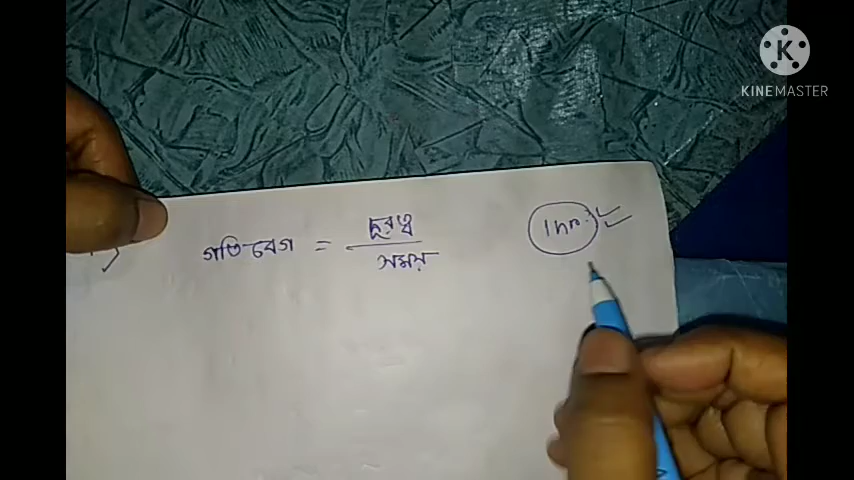 গতিবেগ = দূরত্ব / সময়
1hr.
KINEMASTER